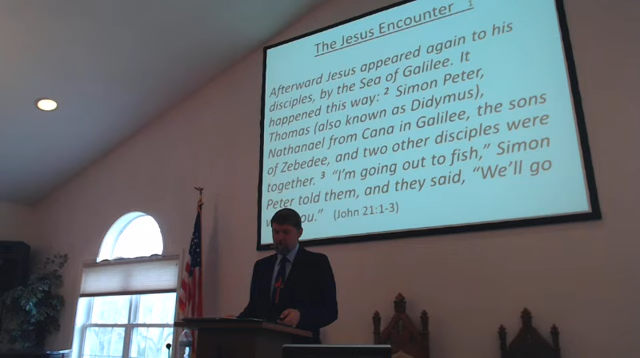 The Jesus Encounter 1
Afterward Jesus appeared again to his
disciples, by the Sea of Galilee. It
happened this way: 2 Simon Peter,
Thomas (also known as Didymus),
Nathanael from Cana in Galilee, the sons
of Zebedee, and two other disciples were
together. 3 "I'm going out to fish," Simon
Peter told them, and they said, "We'll go
you." (John 21:1-3)